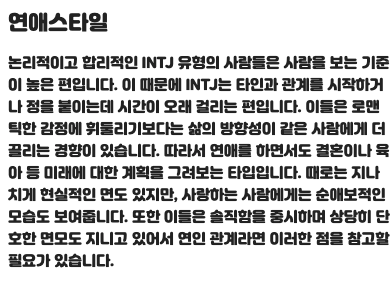 연애스타일
논리적이고 합리적인 INTJ 유형의 사람들은 사람을 보는 기준
이 높은 편입니다. 이 때문에 INTJ는 타인과 관계를 시작하거
나 정을 붙이는데 시간이 오래 걸리는 편입니다. 이들은 로맨
틱한 감정에 휘둘리기보다는 삶의 방향성이 같은 사람에게 더
끌리는 경향이 있습니다. 따라서 연애를 하면서도 결혼이나 육
아 등 미래에 대한 계획을 그려보는 타입입니다. 때로는 지나
치게 현실적인 면도 있지만, 사랑하는 사람에게는 순애보적인
모습도 보여줍니다. 또한 이들은 솔직함을 중시하며 상당히 단
호한 면모도 지니고 있어서 연인 관계라면 이러한 점을 참고할
필요가 있습니다.